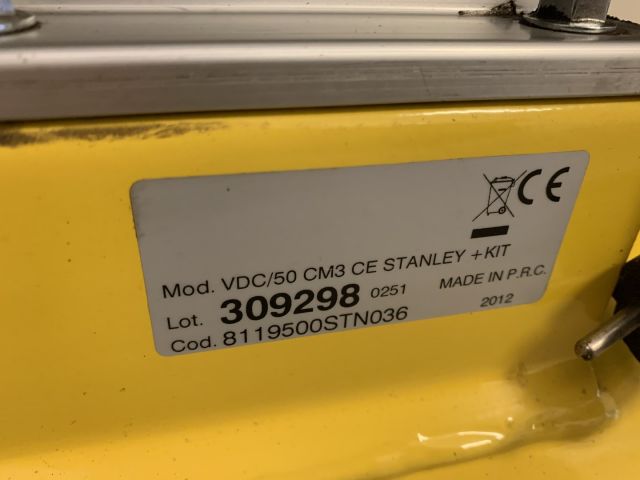 CE
Mod. VDC/50 CM3 CE STANLEY +KIT
Lot. 309298 0251 MADE IN P.R.C.
Cod. 8119500STN036 2012